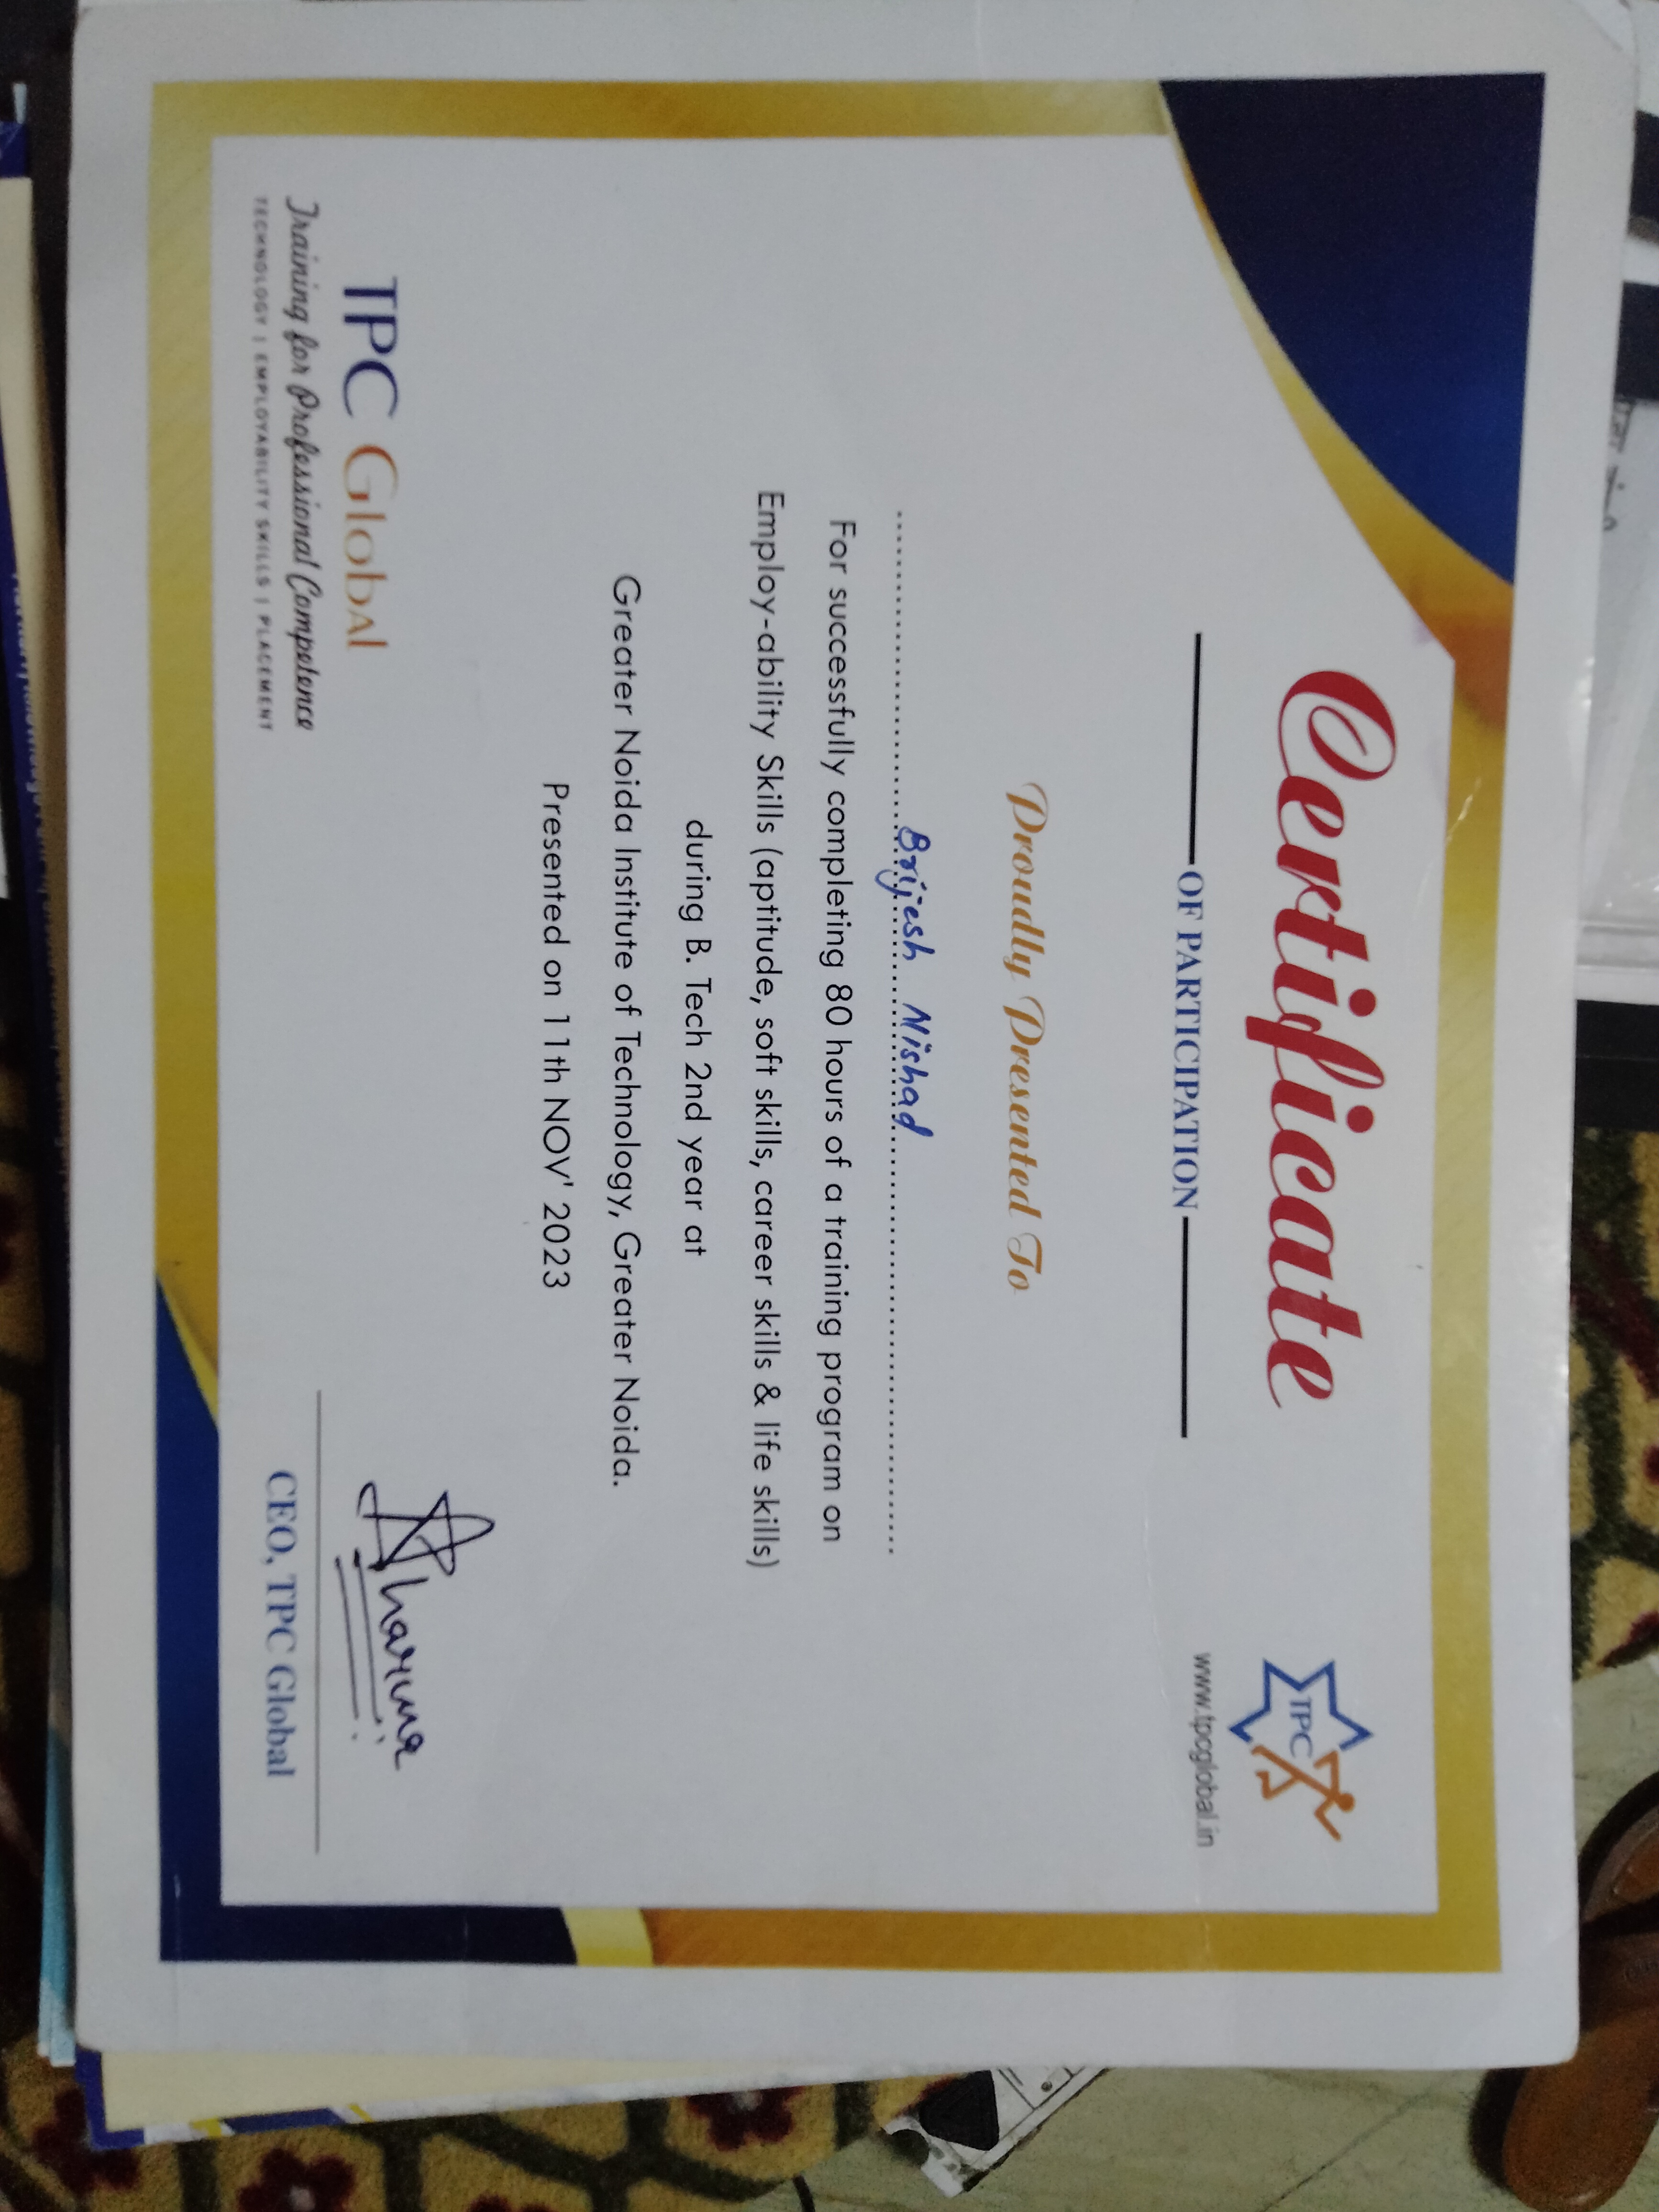 Certificate
OF PARTICIPATION
TPC
www.tpcglobal.in
Proudly Presented To
Brijesh Nishad
For successfully completing 80 hours of a training program on
Employ-ability Skills (aptitude, soft skills, career skills & life skills)
during B. Tech 2nd year at
Greater Noida Institute of Technology, Greater Noida.
Presented on 11th NOV' 2023
TPC Global
Training for Professional Competence
TECHNOLOGY | EMPLOYABILITY SKILLS | PLACEMENT
Sharma
CEO, TPC Global